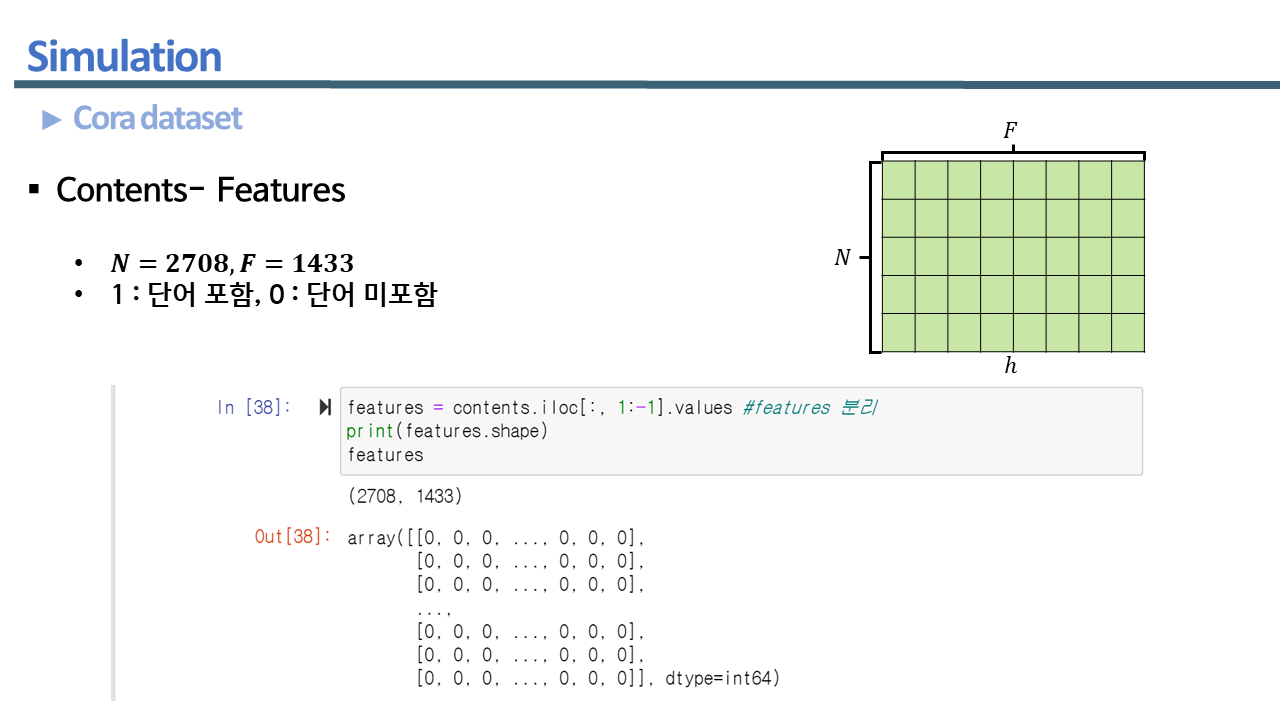 Simulation
► Cora dataset
▪ Contents- Features
• N = 2708, F = 1433
• 1 : 단어 포함, 0 : 단어 미포함
F
N
h
In [38]:
features = contents.iloc[:, 1:-1].values #features 분리
print(features.shape)
features
(2708, 1433)
Out[38]:
array([[0, 0, 0, ..., 0, 0, 0],
[0, 0, 0, ..., 0, 0, 0],
[0, 0, 0, ..., 0, 0, 0],
...,
[0, 0, 0, ..., 0, 0, 0],
[0, 0, 0, ..., 0, 0, 0],
[0, 0, 0, ..., 0, 0, 0]], dtype=int64)